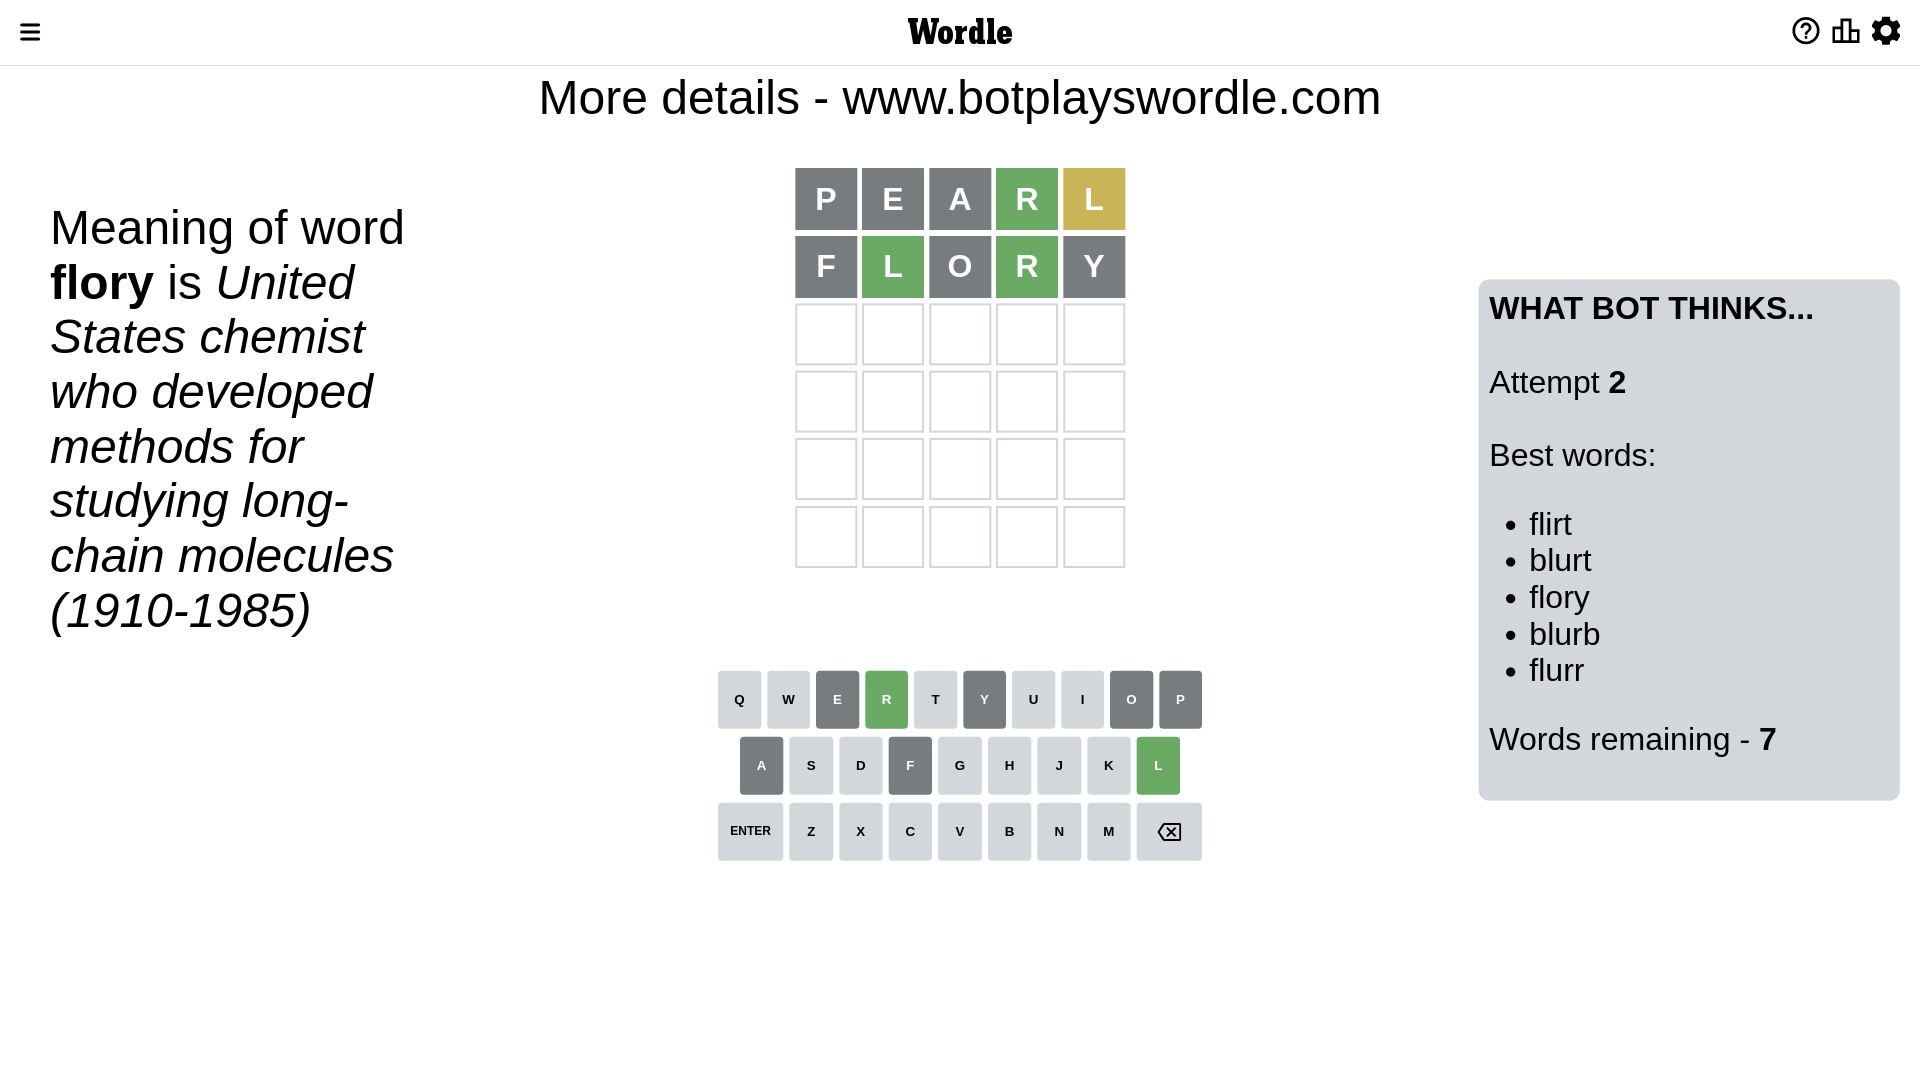 Wordle
More details - www.botplayswordle.com
Meaning of word
flory is United
States chemist
who developed
methods for
studying long-
chain molecules
(1910-1985)
P E A R L
F L O R Y
WHAT BOT THINKS...
Attempt 2
Best words:
• flirt
• blurt
• flory
• blurb
• flurr
Words remaining - 7
Q W E R T Y U I O P
A S D F G H J K L
ENTER Z X C V B N M